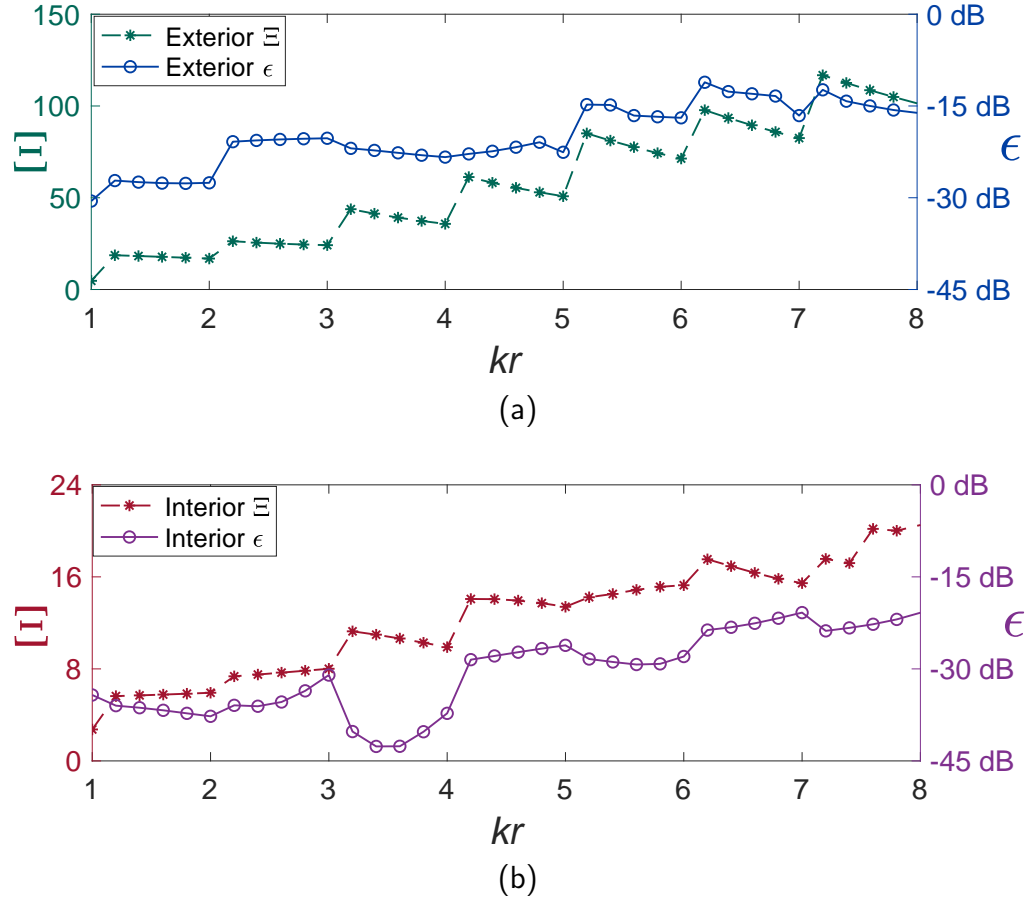 150
100
50
0
Ξ
Exterior Ξ
Exterior ϵ
0 dB
-15 dB
-30 dB
-45 dB
ϵ
1 2 3 4 5 6 7 8
kr
(a)
24
16
8
0
Ξ
Interior Ξ
Interior ϵ
0 dB
-15 dB
-30 dB
-45 dB
ϵ
1 2 3 4 5 6 7 8
kr
(b)